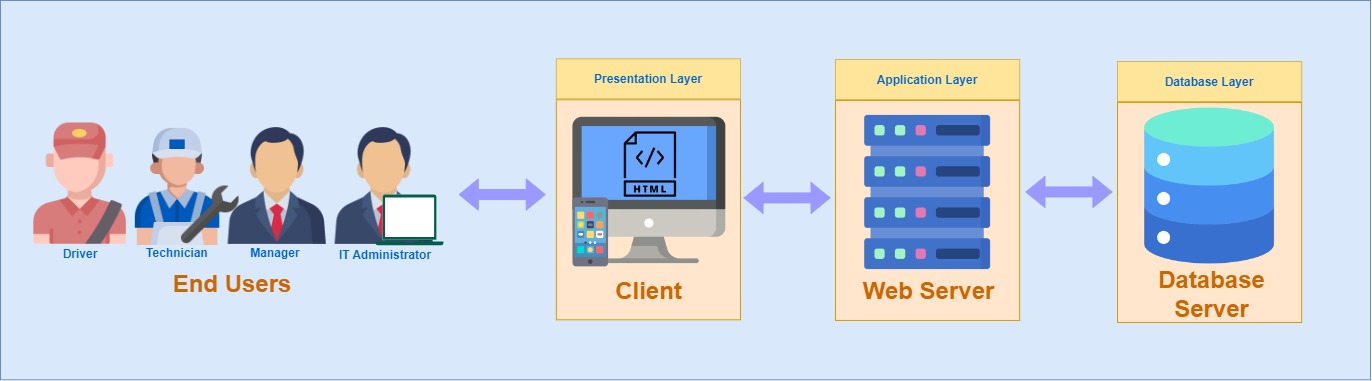 Presentation Layer
Application Layer
Database Layer
</>
HTML
Driver
Technician
Manager
IT Administrator
End Users
Client
Web Server
Database
Server